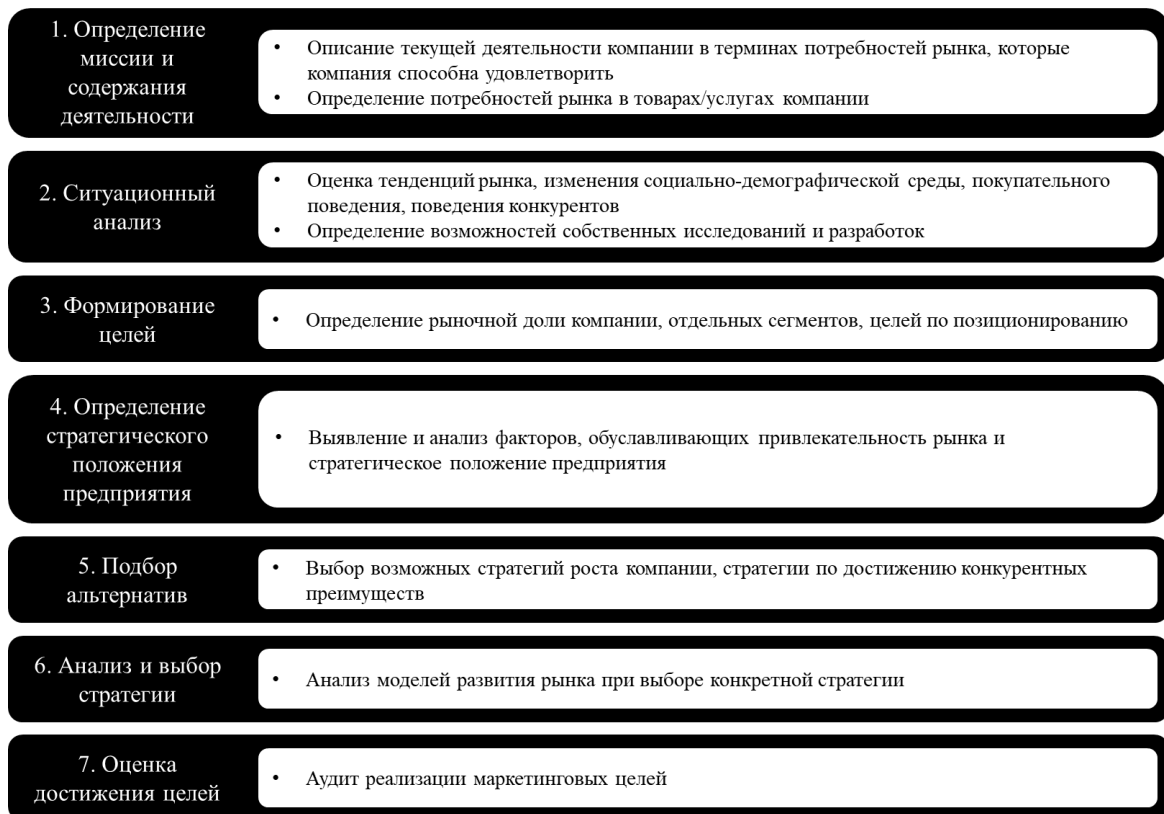 1. Определение
миссии и
содержания
деятельности
• Описание текущей деятельности компании в терминах потребностей рынка, которые
компания способна удовлетворить
• Определение потребностей рынка в товарах/услугах компании
2. Ситуационный
анализ
• Оценка тенденций рынка, изменения социально-демографической среды, покупательного
поведения, поведения конкурентов
• Определение возможностей собственных исследований и разработок
3. Формирование
целей
• Определение рыночной доли компании, отдельных сегментов, целей по позиционированию
4. Определение
стратегического
положения
предприятия
• Выявление и анализ факторов, обуславливающих привлекательность рынка и
стратегическое положение предприятия
5. Подбор
альтернатив
• Выбор возможных стратегий роста компании, стратегии по достижению конкурентных
преимуществ
6. Анализ и выбор
стратегии
• Анализ моделей развития рынка при выборе конкретной стратегии
7. Оценка
достижения целей
• Аудит реализации маркетинговых целей